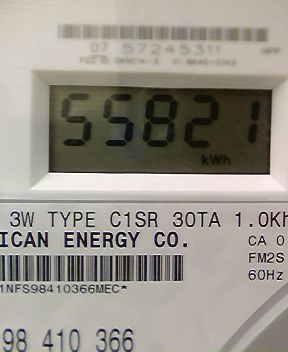 07 57245311
55821
kWh
3W TYPE C1SR 30TA 1.0Kh
ICAN ENERGY CO.
CA 0
FM2S
60Hz
1NFS98410366MEC*
98 410 366